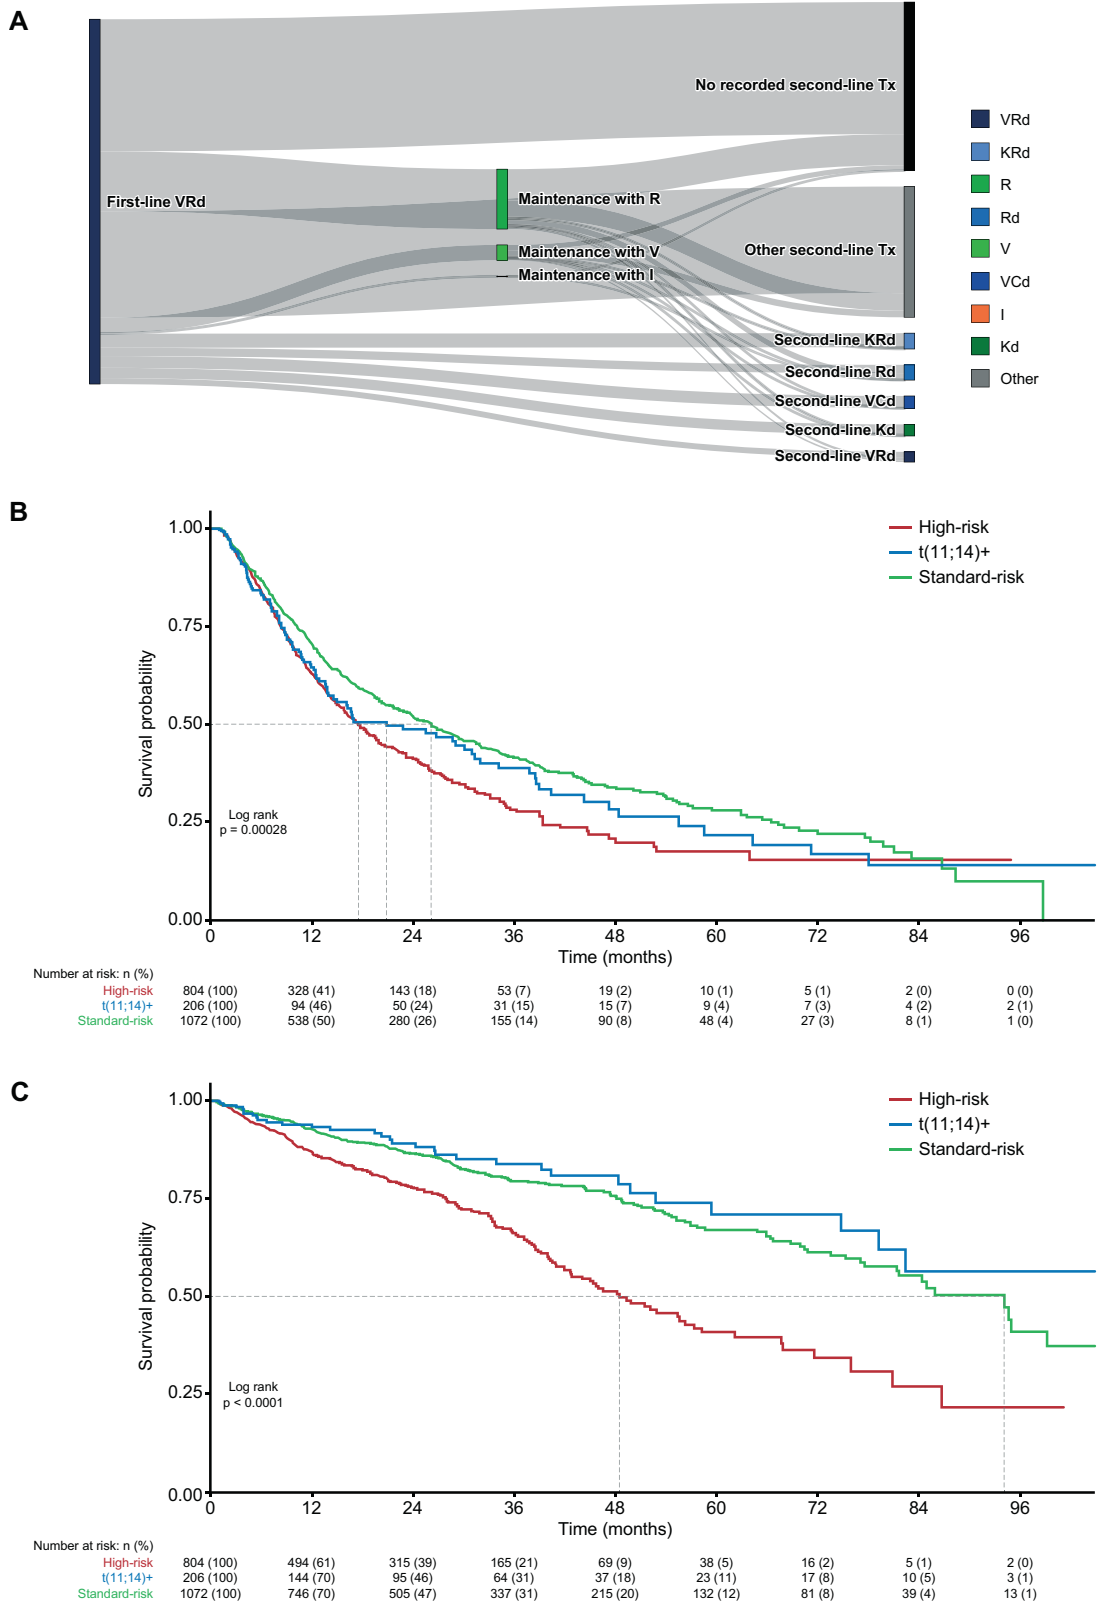 A
No recorded second-line Tx
First-line VRd
Maintenance with R
Maintenance with V
Maintenance with I
Other second-line Tx
Second-line KRd
Second-line Rd
Second-line VCd
Second-line Kd
Second-line VRd
VRd
KRd
R
Rd
V
VCd
I
Kd
Other
B
High-risk
t(11;14)+
Standard-risk
1.00
0.75
0.50
0.25
0.00
Survival probability
Log rank
p = 0.00028
0 12 24 36 48 60 72 84 96
Time (months)
Number at risk: n (%)
High-risk 804 (100) 328 (41) 143 (18) 53 (7) 19 (2) 10 (1) 5 (1) 2 (0) 0 (0)
t(11;14)+ 206 (100) 94 (46) 50 (24) 31 (15) 15 (7) 9 (4) 7 (3) 4 (2) 2 (1)
Standard-risk 1072 (100) 538 (50) 280 (26) 155 (14) 90 (8) 48 (4) 27 (3) 8 (1) 1 (0)
C
High-risk
t(11;14)+
Standard-risk
1.00
0.75
0.50
0.25
0.00
Survival probability
Log rank
p < 0.0001
0 12 24 36 48 60 72 84 96
Time (months)
Number at risk: n (%)
High-risk 804 (100) 494 (61) 315 (39) 165 (21) 69 (9) 38 (5) 16 (2) 5 (1) 2 (0)
t(11;14)+ 206 (100) 144 (70) 95 (46) 64 (31) 37 (18) 23 (11) 17 (8) 10 (5) 3 (1)
Standard-risk 1072 (100) 746 (70) 505 (47) 337 (31) 215 (20) 132 (12) 81 (8) 39 (4) 13 (1)